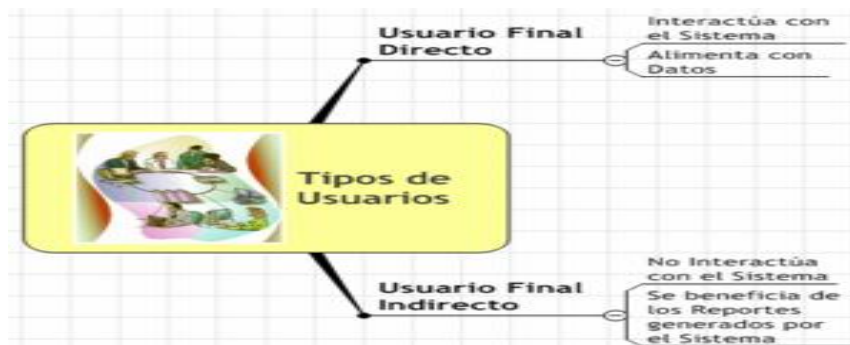 Tipos de
Usuarios
Usuario Final
Directo
Interactúa con
el Sistema
Alimenta con
Datos
Usuario Final
Indirecto
No Interactúa
con el Sistema
Se beneficia de
los Reportes
generados por
el Sistema